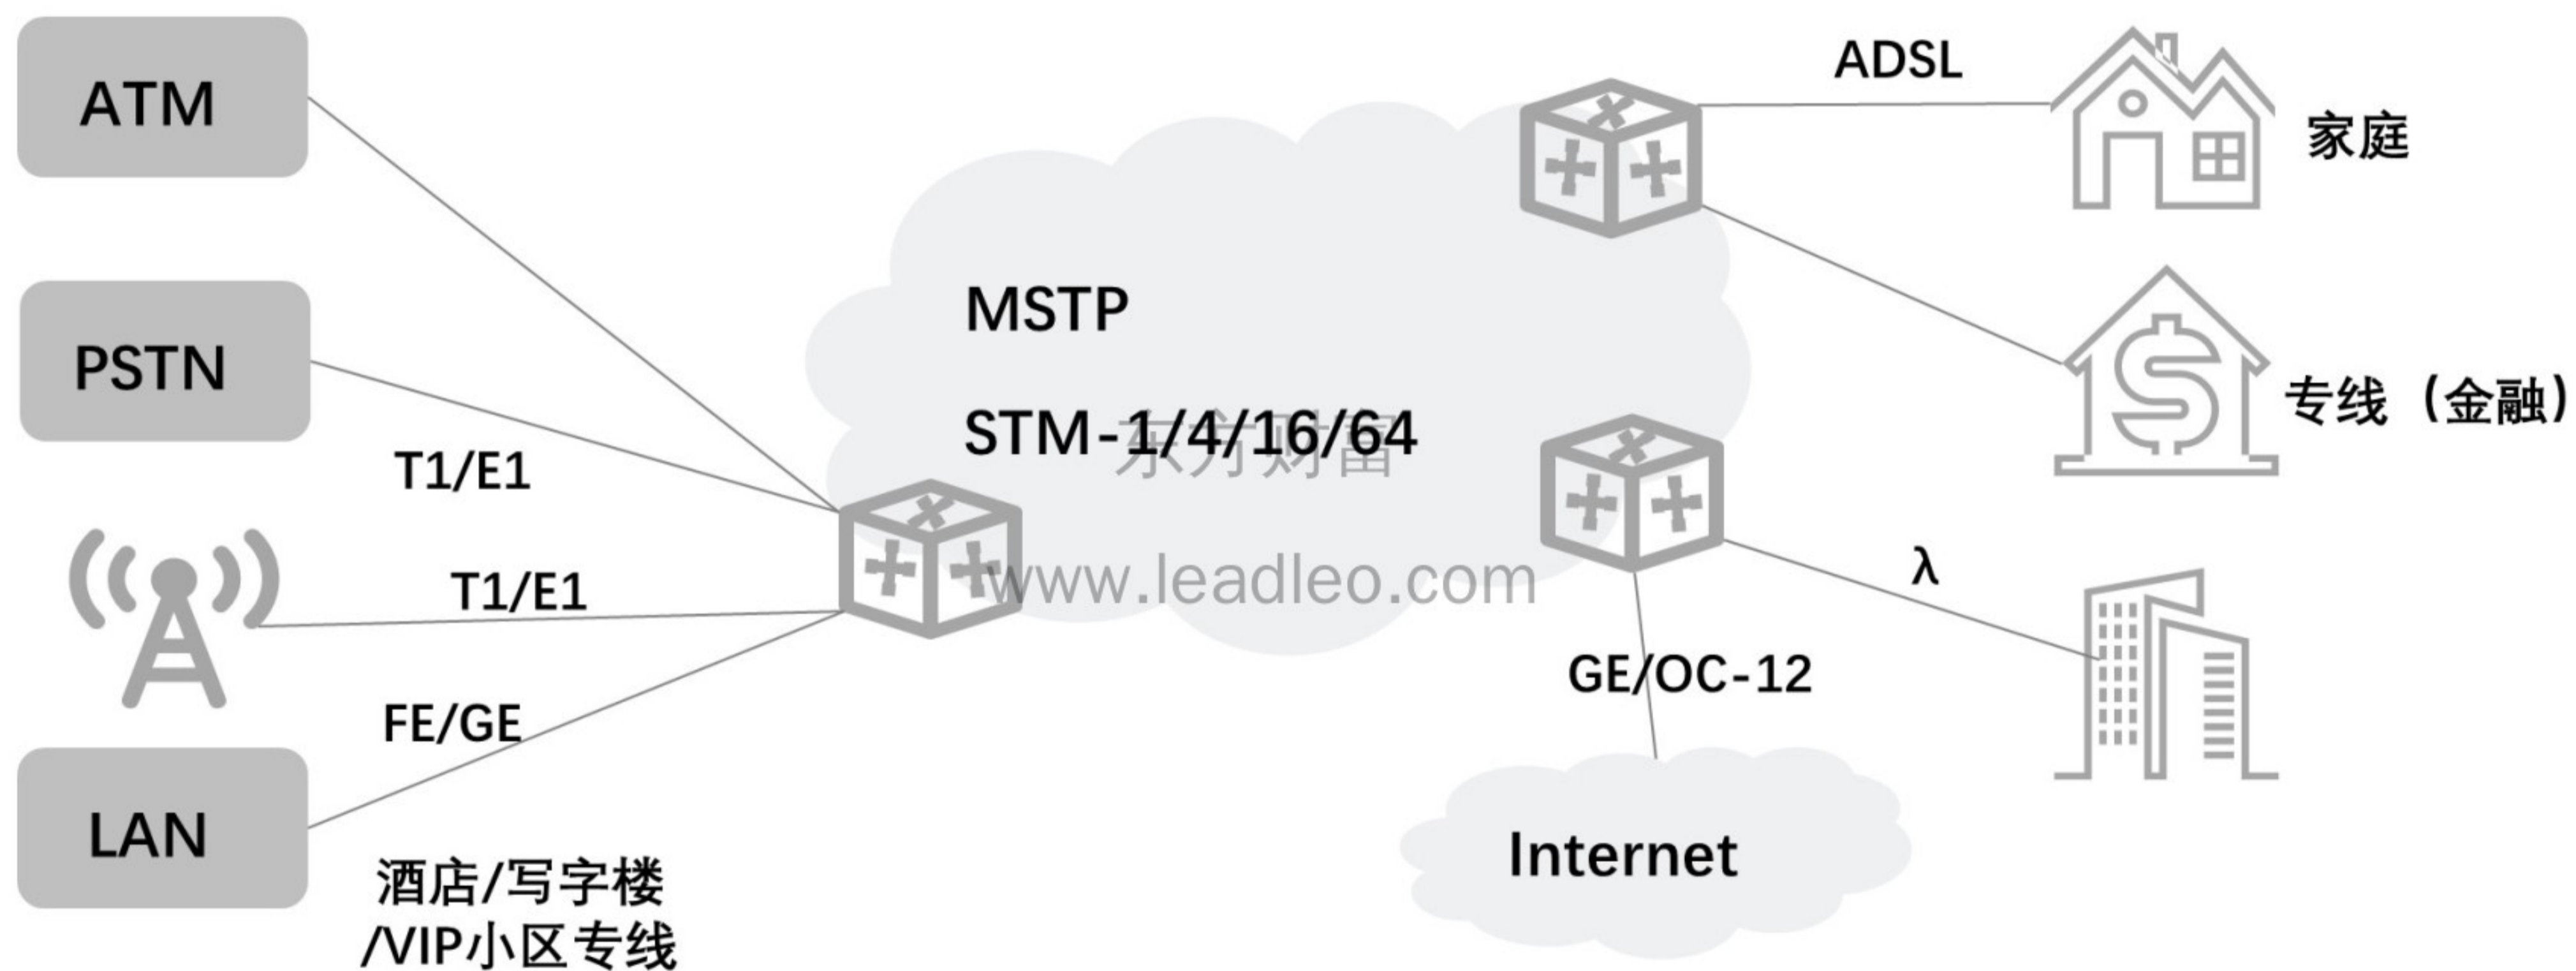 ATM
PSTN
T1/E1
T1/E1
FE/GE
LAN
酒店/写字楼
/VIP小区专线
MSTP
STM-1/4/16/64
东方财富
www.leadleo.com
ADSL
家庭
专线（金融）
λ
GE/OC-12
Internet